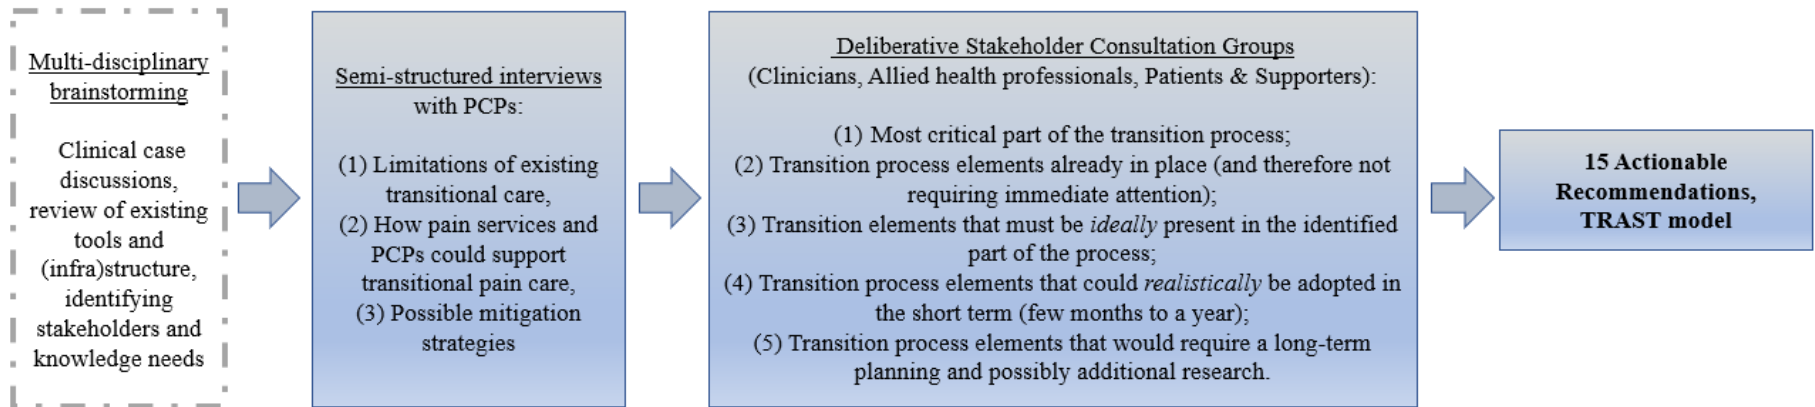 Multi-disciplinary
brainstorming
Clinical case
discussions,
review of existing
tools and
(infra)structure,
identifying
stakeholders and
knowledge needs
Semi-structured interviews
with PCPs:
(1) Limitations of existing
transitional care,
(2) How pain services and
PCPs could support
transitional pain care,
(3) Possible mitigation
strategies
Deliberative Stakeholder Consultation Groups
(Clinicians, Allied health professionals, Patients & Supporters):
(1) Most critical part of the transition process;
(2) Transition process elements already in place (and therefore not
requiring immediate attention);
(3) Transition elements that must be ideally present in the identified
part of the process;
(4) Transition process elements that could realistically be adopted in
the short term (few months to a year);
(5) Transition process elements that would require a long-term
planning and possibly additional research.
15 Actionable
Recommendations,
TRAST model